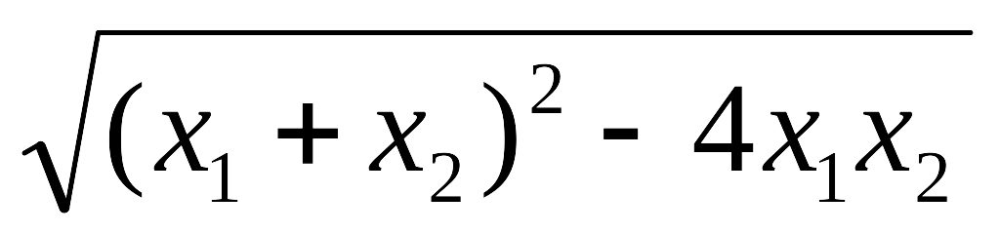 √(x₁ + x₂)² - 4x₁x₂